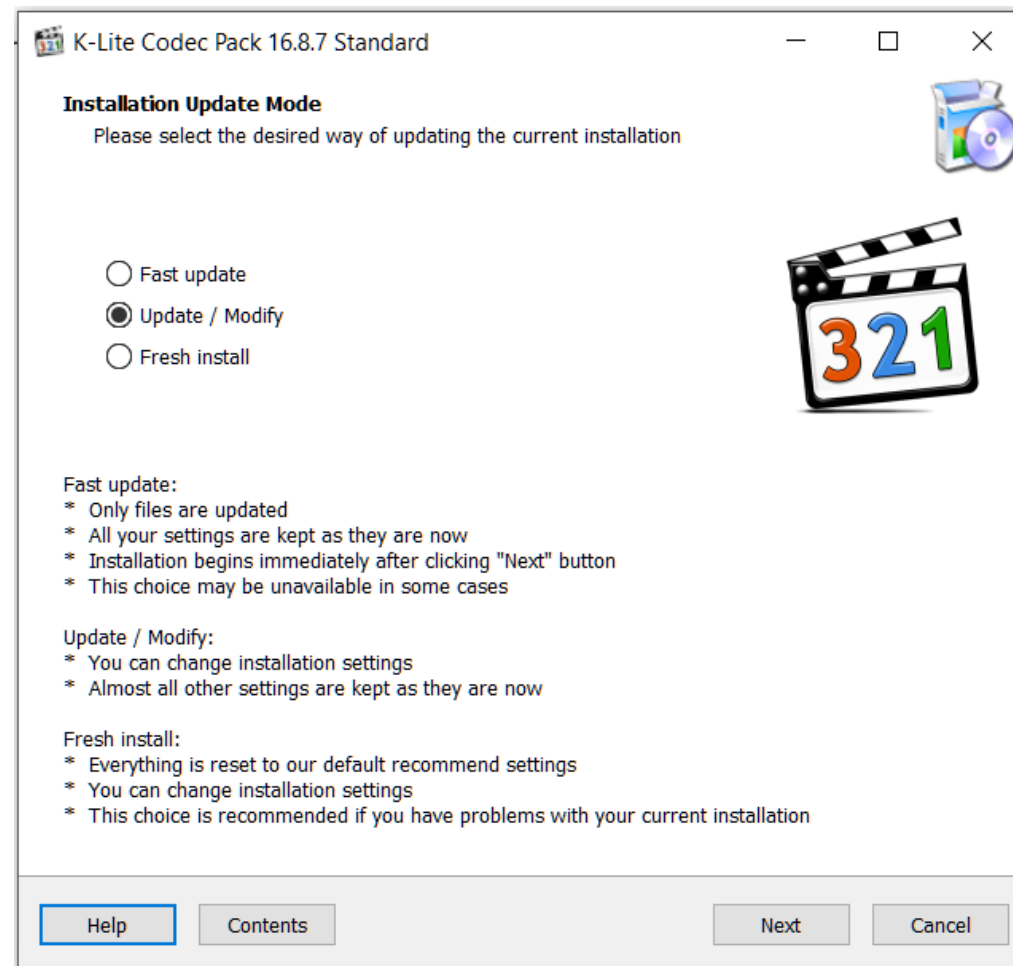 K-Lite Codec Pack 16.8.7 Standard
Installation Update Mode
Please select the desired way of updating the current installation
Fast update
Update / Modify
Fresh install
321
Fast update:
* Only files are updated
* All your settings are kept as they are now
* Installation begins immediately after clicking "Next" button
* This choice may be unavailable in some cases
Update / Modify:
* You can change installation settings
* Almost all other settings are kept as they are now
Fresh install:
* Everything is reset to our default recommend settings
* You can change installation settings
* This choice is recommended if you have problems with your current installation
Help Contents Next Cancel